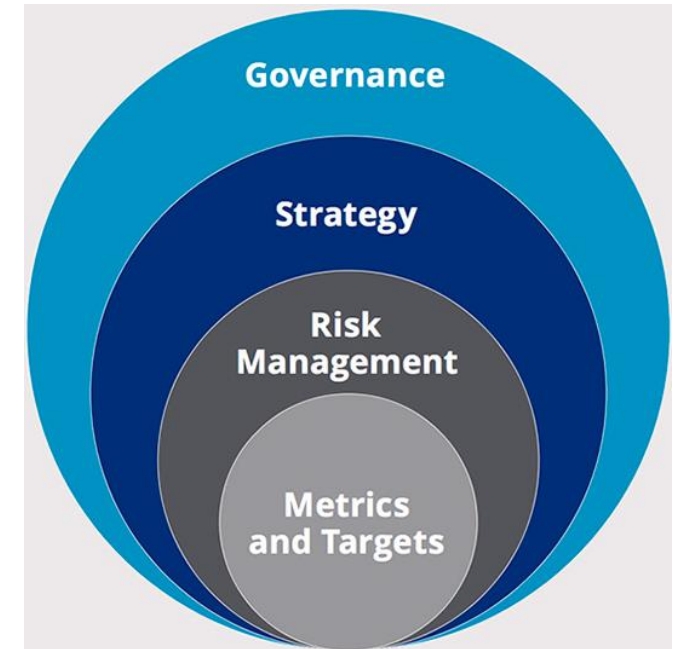 Governance
Strategy
Risk
Management
Metrics
and Targets